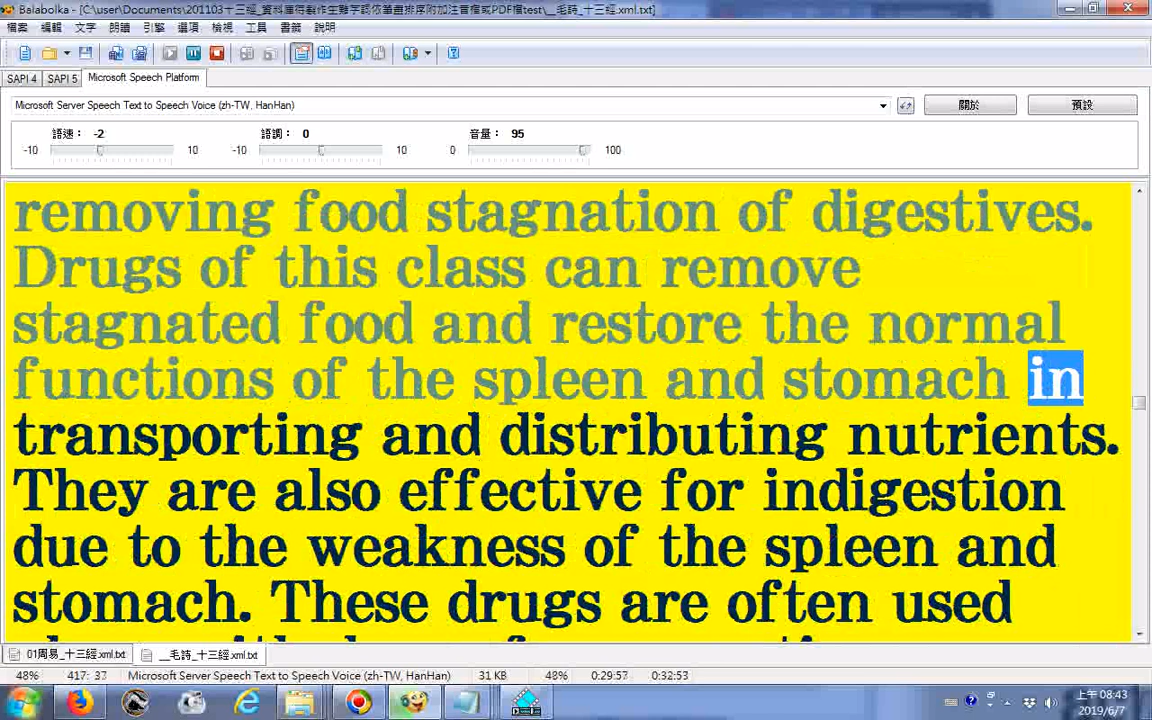 Balabolka - [C:\user\Documents\201103十三經_資料庫待製作生難字詞依筆畫排序附加注音檔或PDF檔test\__毛詩_十三經.xml.txt]
檔案 編輯 文字 朗讀 引擎 選項 檢視 工具 書籤 說明
SAPI 4 SAPI 5 Microsoft Speech Platform
Microsoft Server Speech Text to Speech Voice (zh-TW, HanHan) 關於 預設
語速： -2 語調： 0 音量： 95
-10 10 -10 10 0 100
removing food stagnation of digestives.
Drugs of this class can remove
stagnated food and restore the normal
functions of the spleen and stomach in
transporting and distributing nutrients.
They are also effective for indigestion
due to the weakness of the spleen and
stomach. These drugs are often used
01周易_十三經.xml.txt __毛詩_十三經.xml.txt
48% 417: 37 Microsoft Server Speech Text to Speech Voice (zh-TW, HanHan) 31 KB 48% 0:29:57 0:32:53
上午 08:43
2019/6/7